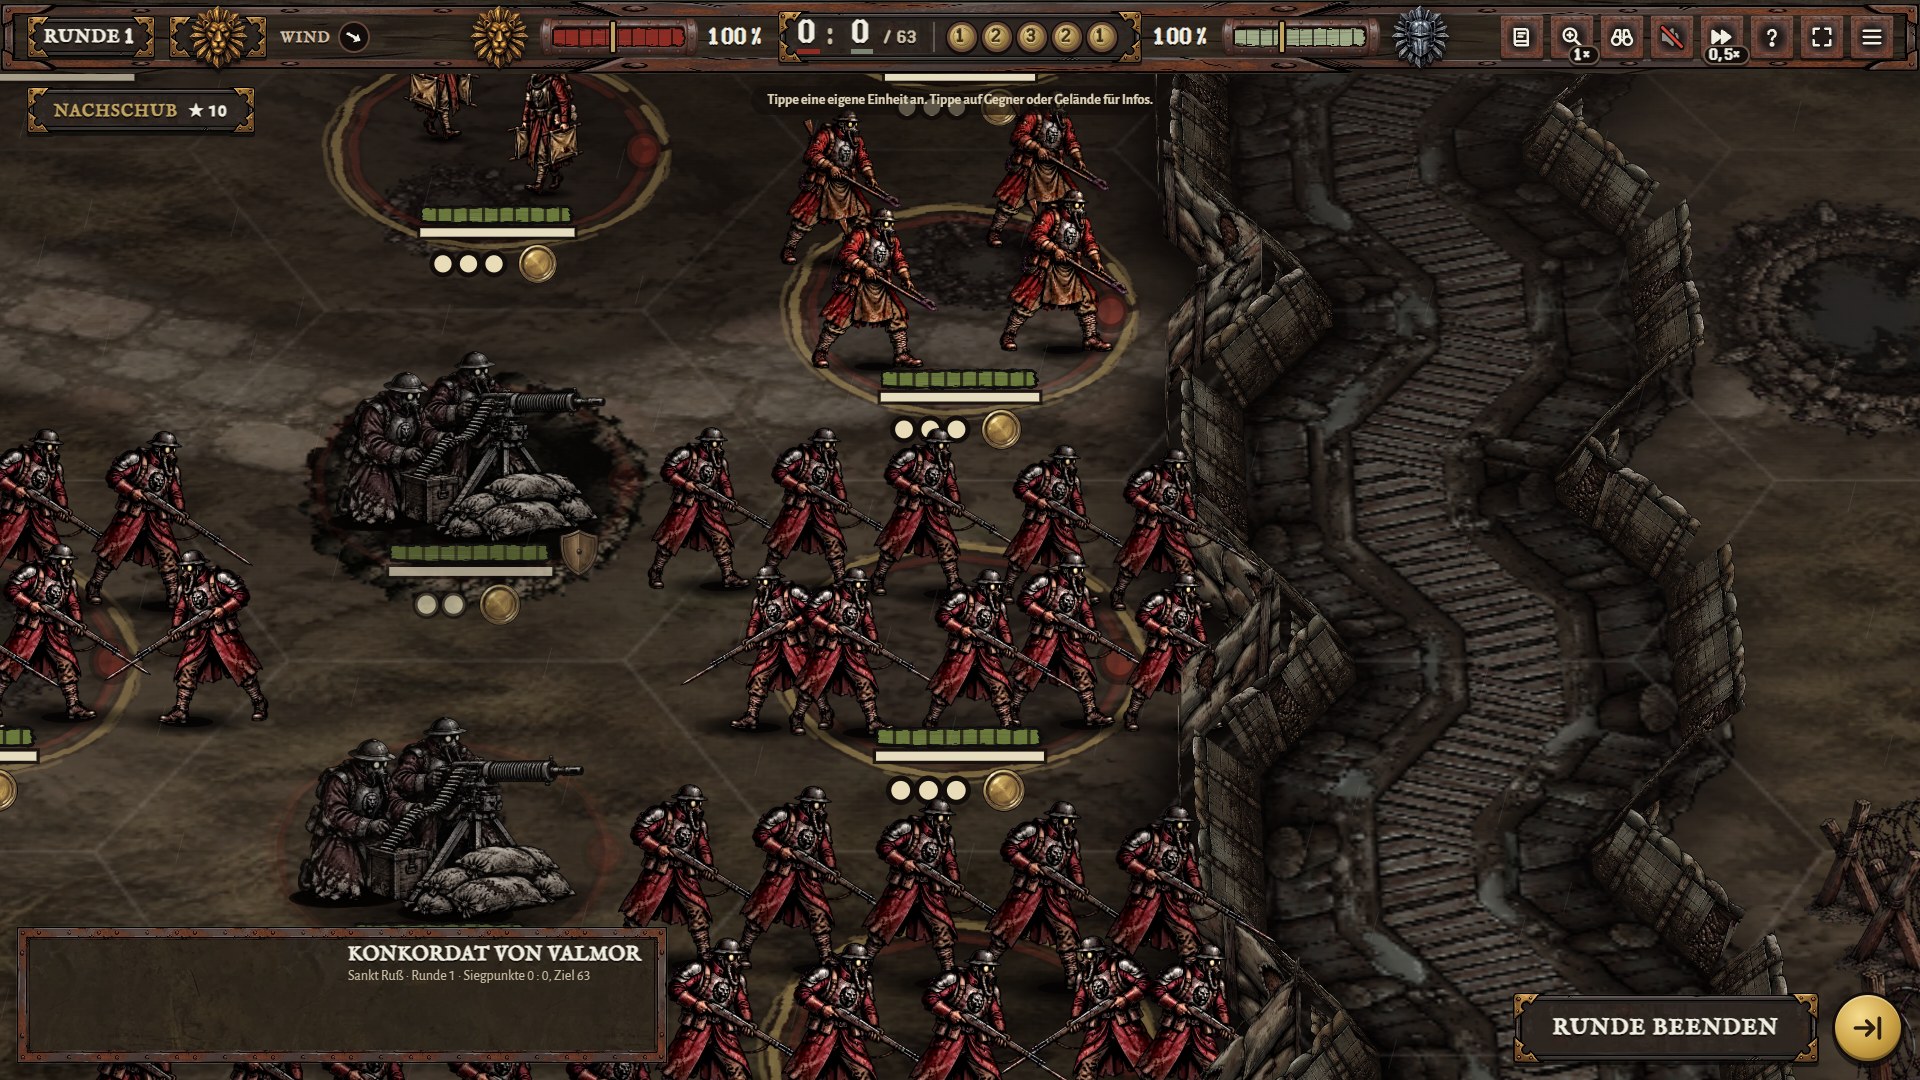 RUNDE 1
WIND
100 %
0 : 0 / 63
1 2 3 2 1
100 %
1×
0,5×
?
NACHSCHUB ★ 10
Tippe eine eigene Einheit an. Tippe auf Gegner oder Gelände für Infos.
KONKORDAT VON VALMOR
Sankt Ruß · Runde 1 · Siegpunkte 0 : 0, Ziel 63
RUNDE BEENDEN